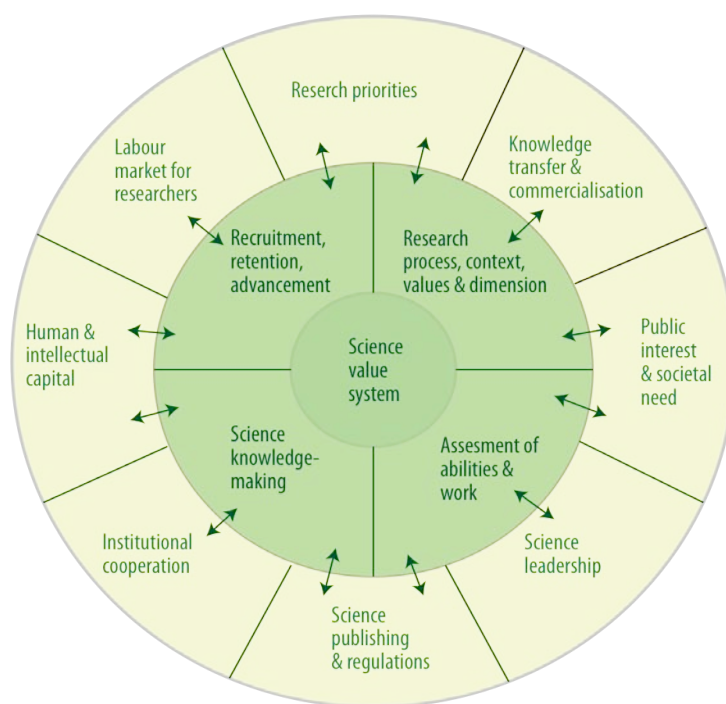 Reserch priorities
Labour
market for
researchers
Knowledge
transfer &
commercialisation
Recruitment,
retention,
advancement
Research
process, context,
values & dimension
Human &
intellectual
capital
Science
value
system
Public
interest
& societal
need
Science
knowledge-
making
Assesment of
abilities &
work
Institutional
cooperation
Science
leadership
Science
publishing
& regulations